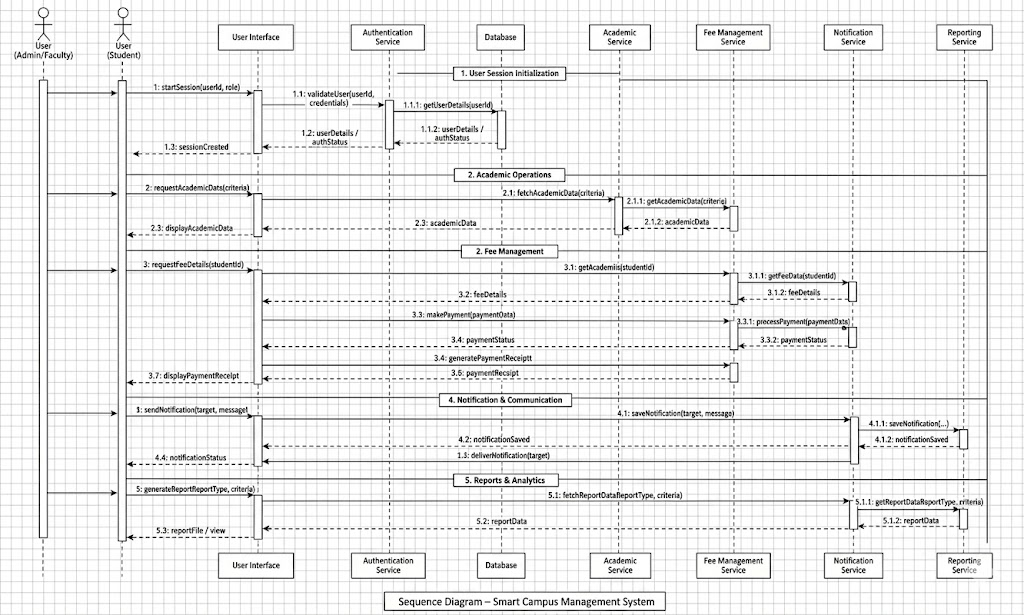 User
(Admin/Faculty)
User
(Student)
User Interface
Authentication
Service
Database
Academic
Service
Fee Management
Service
Notification
Service
Reporting
Service
1. User Session Initialization
1: startSession(userId, role)
1.1: validateUser(userId,
credentials)
1.1.1: getUserDetails(userId)
1.2: userDetails /
authStatus
1.1.2: userDetails /
authStatus
1.3: sessionCreated
2. Academic Operations
2: requestAcademicDats(criteria)
2.1: fetchAcademicData(criteria)
2.1.1: getAcademicData(criteria)
2.3: academicData
2.1.2: academicData
2.3: displayAcademicData
2. Fee Management
3: requestFeeDetails(studentId)
3.1: getAcademiis(studentId)
3.1.1: getFeeData(studentId)
3.2: feeDetails
3.1.2: feeDetails
3.3: makePayment(paymentData)
3.3.1: precessPayment(paymentDats)
3.4: paymentStatus
3.3.2: paymentStatus
3.4: generatePaymentReceiptt
3.6: paymentRecsipt
3.7: displayPaymentReceipt
4. Notification & Communication
1: sendNotification(target, message)
4.1: saveNotification(target, message)
4.1.1: saveNotification(...)
4.2: notificationSaved
4.1.2: notificationSaved
1.3: deliverNotification(target)
4.4: notificationStatus
5. Reports & Analytics
5: generateReportReportType, criteria)
5.1: fetchReportDataReportType, criteria)
5.1.1: getReportDataRsportType, criteria)
5.2: reportData
5.1.2: reportData
5.3: reportFile / view
User Interface
Authentication
Service
Database
Academic
Service
Fee Management
Service
Notification
Service
Reporting
Service
Sequence Diagram – Smart Campus Management System